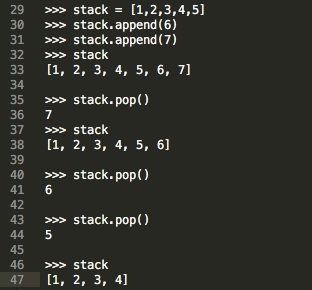 29 >>> stack = [1,2,3,4,5]
30 >>> stack.append(6)
31 >>> stack.append(7)
32 >>> stack
33 [1, 2, 3, 4, 5, 6, 7]
34
35 >>> stack.pop()
36 7
37 >>> stack
38 [1, 2, 3, 4, 5, 6]
39
40 >>> stack.pop()
41 6
42
43 >>> stack.pop()
44 5
45
46 >>> stack
47 [1, 2, 3, 4]